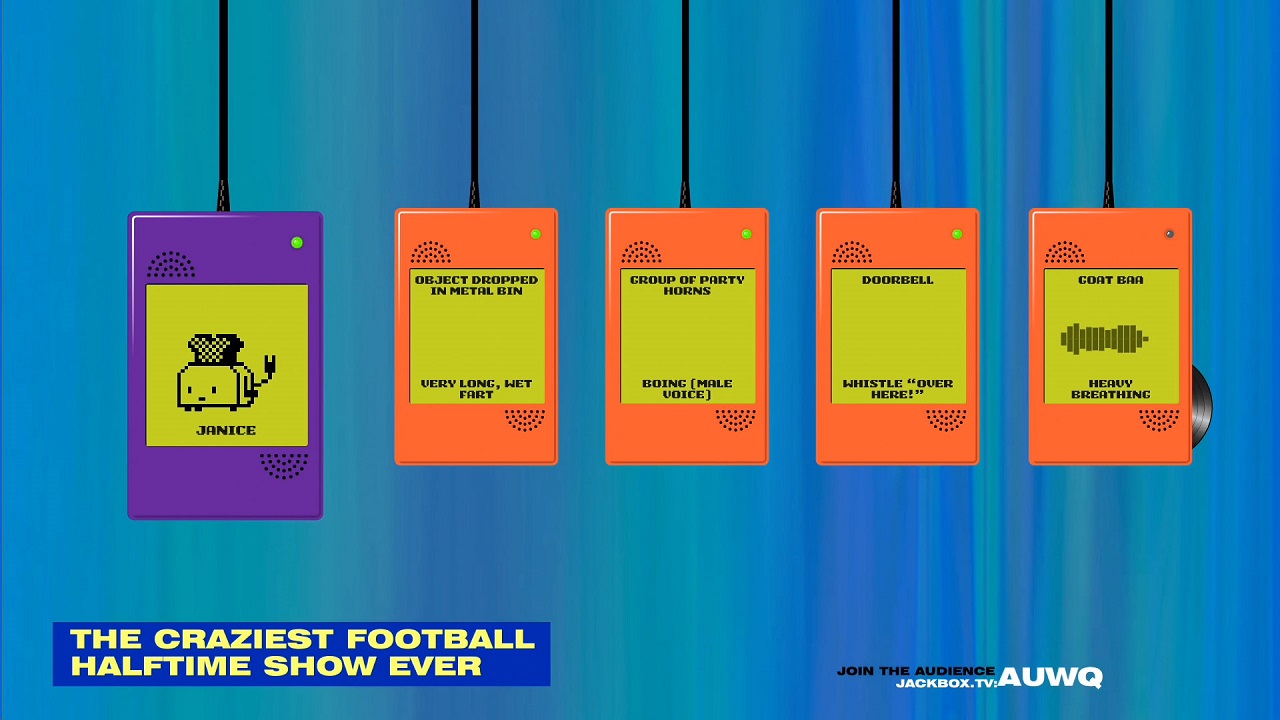 JANICE
OBJECT DROPPED
IN METAL BIN
VERY LONG, WET
FART
GROUP OF PARTY
HORNS
BOING (MALE
VOICE)
DOORBELL
WHISTLE “OVER
HERE!”
GOAT BAA
HEAVY
BREATHING
THE CRAZIEST FOOTBALL
HALFTIME SHOW EVER
JOIN THE AUDIENCE
JACKBOX.TV:AUWQ